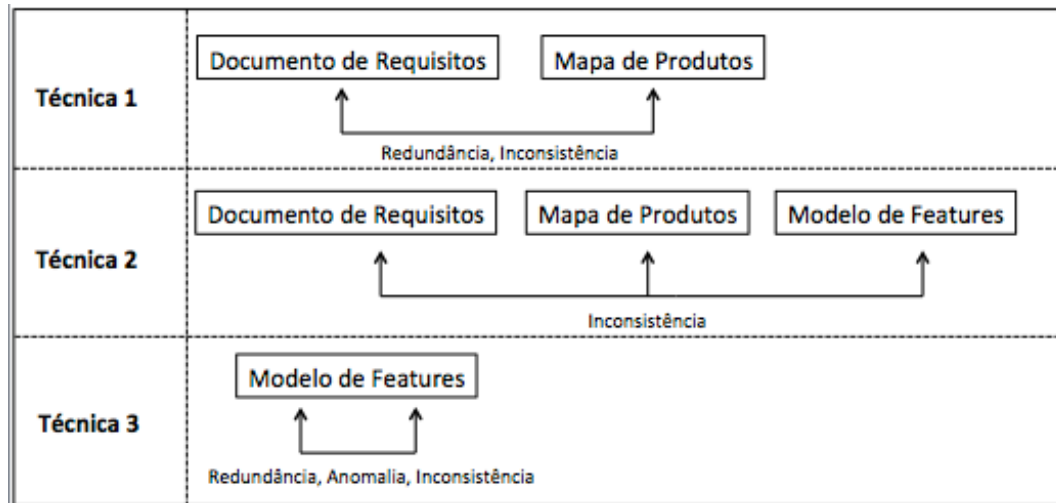 Documento de Requisitos
Mapa de Produtos
Técnica 1
Redundância, Inconsistência
Documento de Requisitos
Mapa de Produtos
Modelo de Features
Técnica 2
Inconsistência
Modelo de Features
Técnica 3
Redundância, Anomalia, Inconsistência